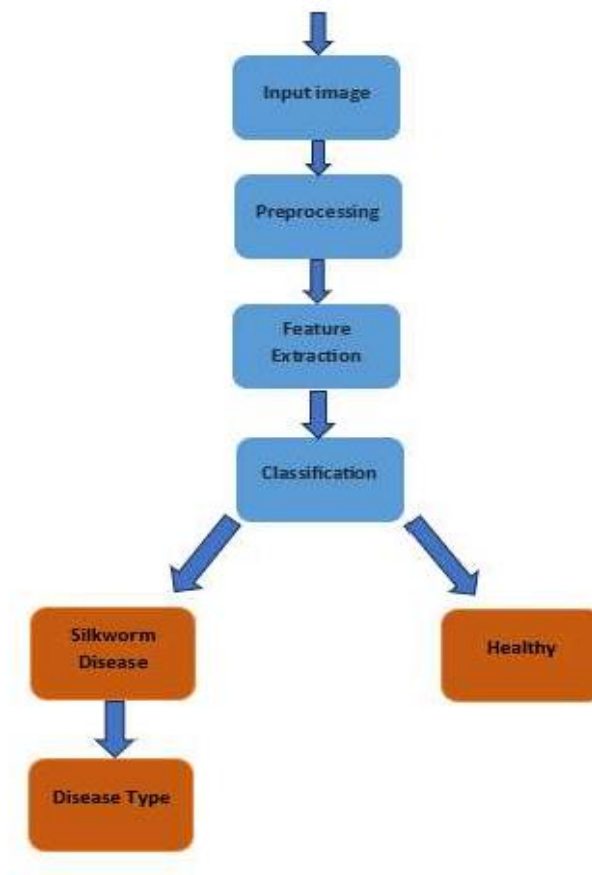 Input image
Preprocessing
Feature
Extraction
Classification
Silkworm
Disease
Healthy
Disease Type